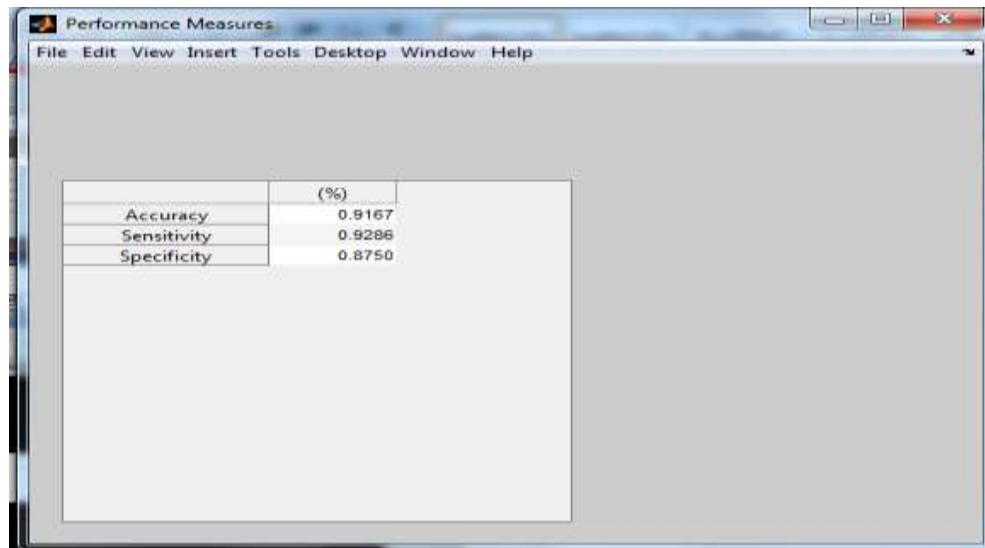 Performance Measures
File Edit View Insert Tools Desktop Window Help
(%)
Accuracy 0.9167
Sensitivity 0.9286
Specificity 0.8750